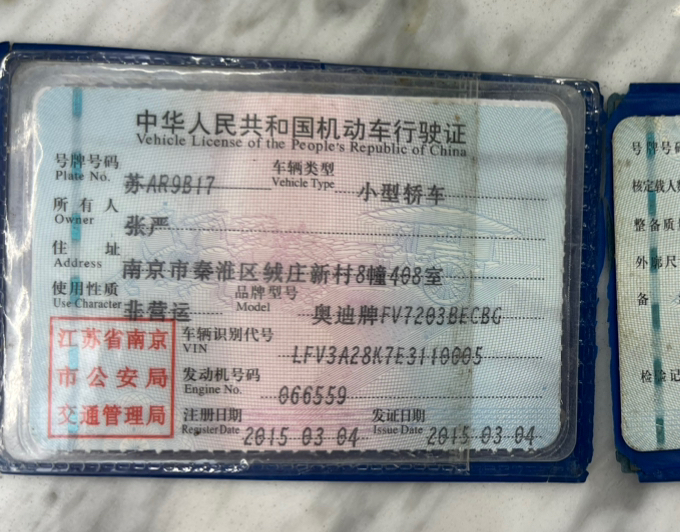 中华人民共和国机动车行驶证
Vehicle License of the People's Republic of China
号牌号码 苏AR9B17 车辆类型 小型轿车
Plate No. Vehicle Type
所有人 张严
Owner
住址 南京市秦淮区绒庄新村8幢408室
Address
使用性质 非营运 品牌型号 奥迪牌FV7203BECBG
Use Character Model
江苏省南京
市公安局
交通管理局
车辆识别代号 LFV3A28K7E3110005
VIN
发动机号码 066559
Engine No.
注册日期 2015 03 04 发证日期 2015 03 04
Register Date Issue Date
号牌号码
核定载人数
整备质量
外廓尺
备
检验记